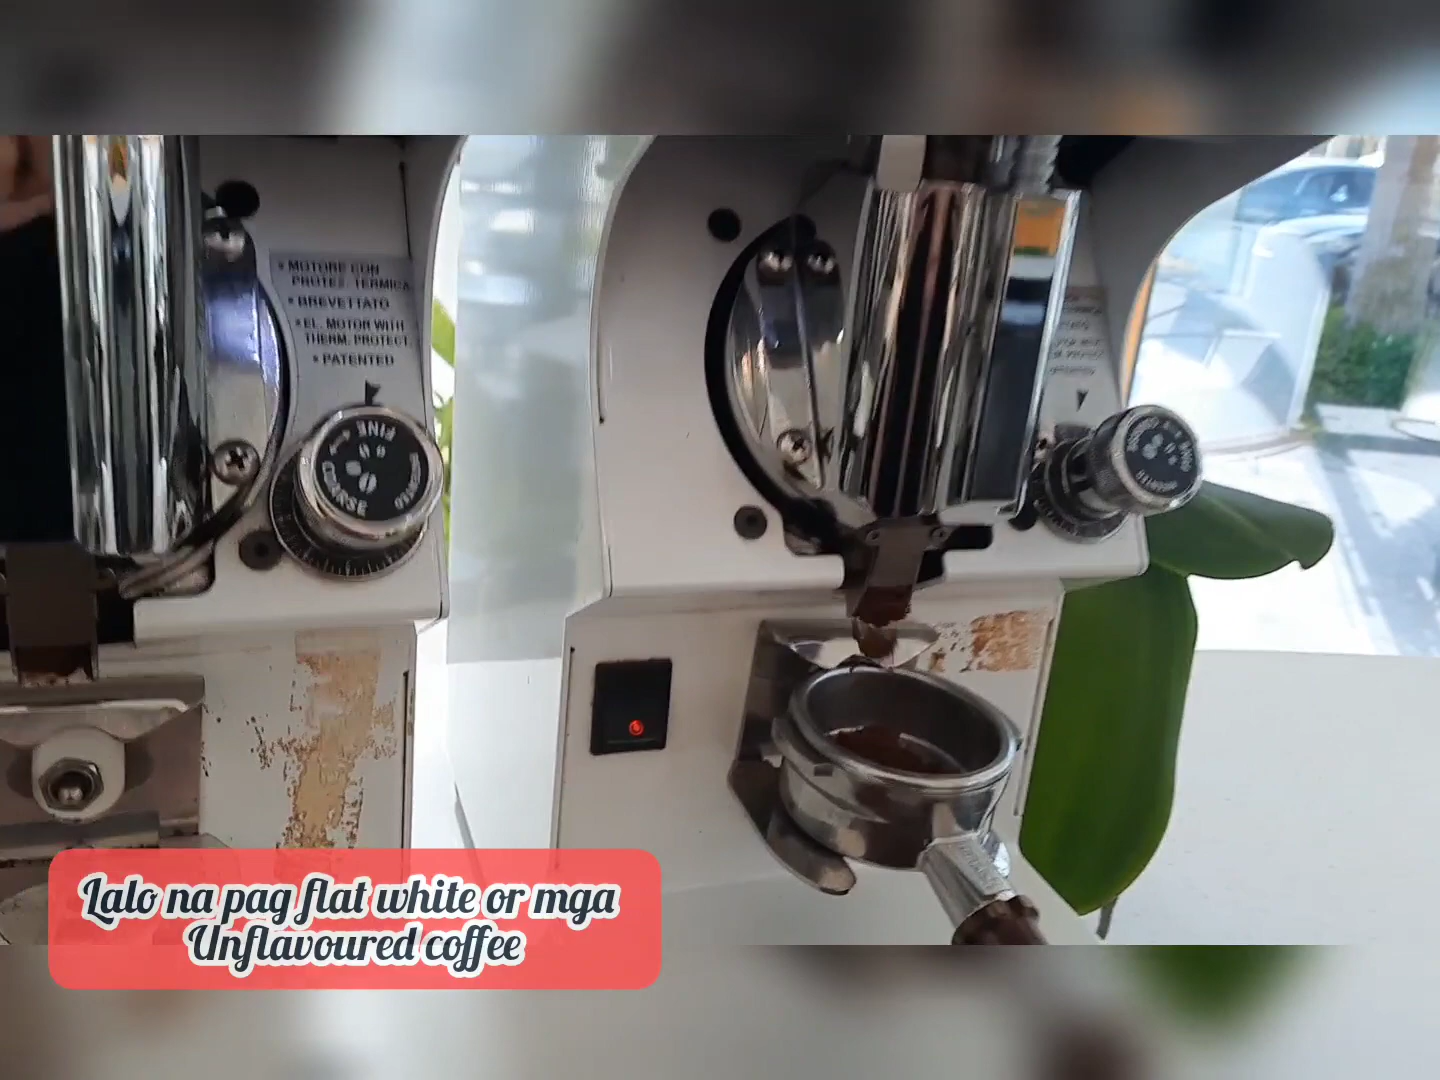 • MOTORE CON
PROTEZ. TERMICA
• BREVETTATO
• EL. MOTOR WITH
THERM. PROTECT.
• PATENTED
FINE
COARSE
Lalo na pag flat white or mga
Unflavoured coffee